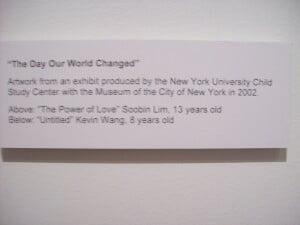 "The Day Our World Changed"
Artwork from an exhibit produced by the New York University Child
Study Center with the Museum of the City of New York in 2002.
Above: "The Power of Love" Soobin Lim, 13 years old
Below: "Untitled" Kevin Wang, 8 years old